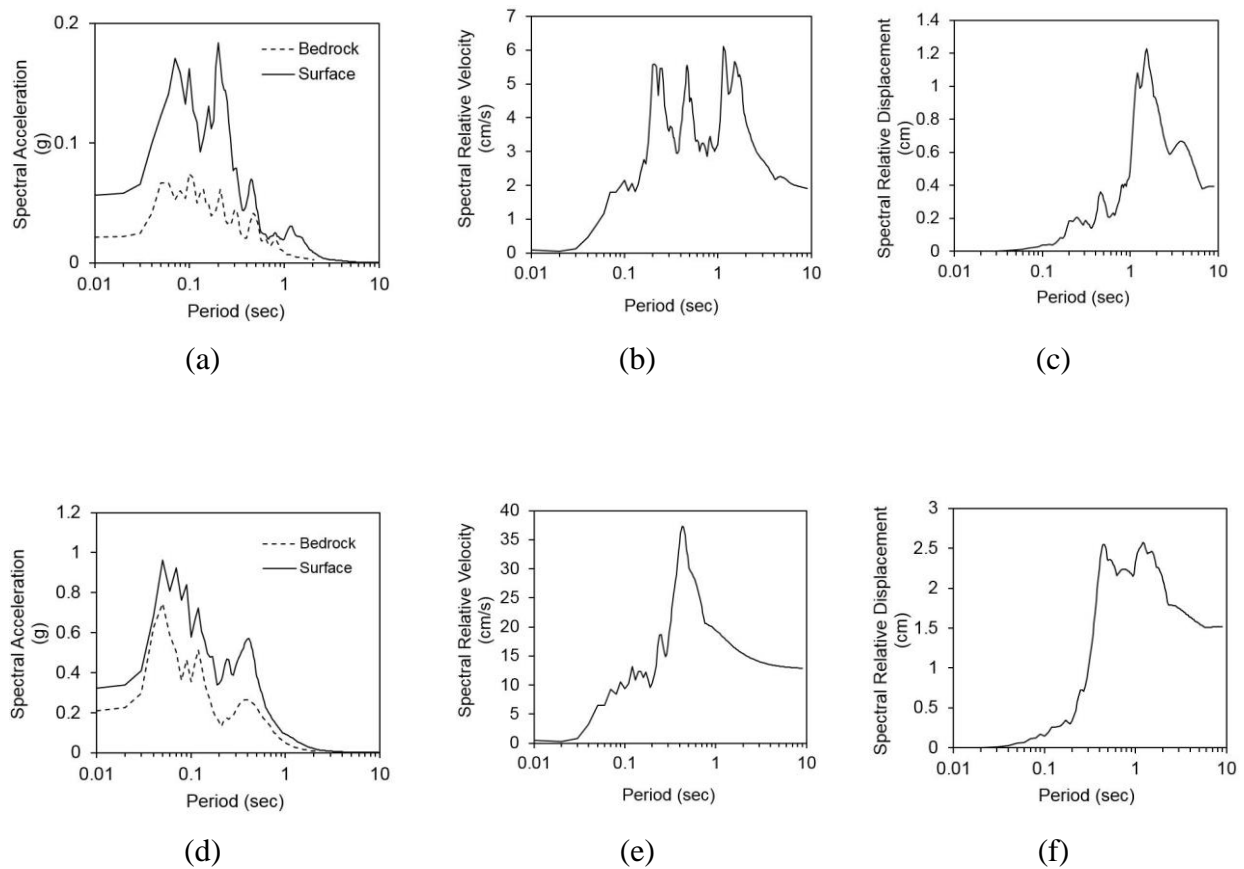 0.2
0.1
0
0.01
0.1
1
10
Spectral Acceleration
(g)
Bedrock
Surface
Period (sec)
(a)
7
6
5
4
3
2
1
0
0.01
0.1
1
10
Spectral Relative Velocity
(cm/s)
Period (sec)
(b)
1.4
1.2
1
0.8
0.6
0.4
0.2
0
0.01
0.1
1
10
Spectral Relative Displacement
(cm)
Period (sec)
(c)
1.2
1
0.8
0.6
0.4
0.2
0
0.01
0.1
1
10
Spectral Acceleration
(g)
Bedrock
Surface
Period (sec)
(d)
40
35
30
25
20
15
10
5
0
0.01
0.1
1
10
Spectral Relative Velocity
(cm/s)
Period (sec)
(e)
3
2.5
2
1.5
1
0.5
0
0.01
0.1
1
10
Spectral Relative Displacement
(cm)
Period (sec)
(f)